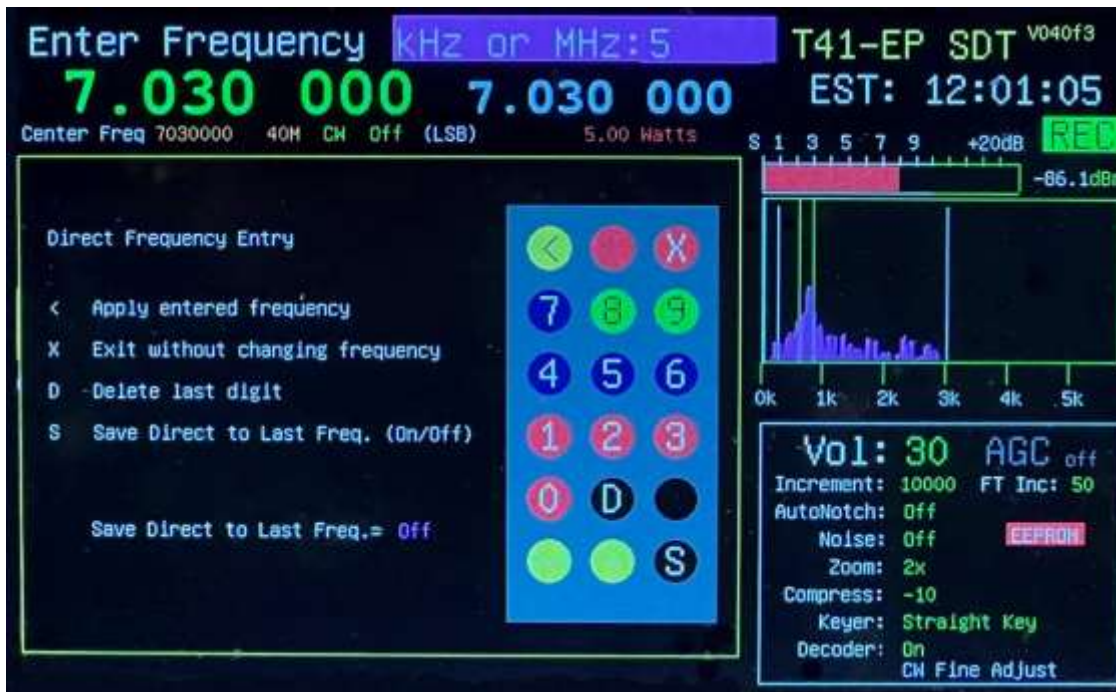 Enter Frequency kHz or MHz:5
T41-EP SDT V040f3
7.030 000 7.030 000
EST: 12:01:05
Center Freq 7030000 40M CW Off (LSB) 5.00 Watts
S 1 3 5 7 9 +20dB REC
-86.1dBm
Direct Frequency Entry
< Apply entered frequency
X Exit without changing frequency
D -Delete last digit
S Save Direct to Last Freq. (On/Off)
Save Direct to Last Freq.= Off
< X
7 8 9
4 5 6
1 2 3
0 D
S
0k 1k 2k 3k 4k 5k
Vol: 30 AGC off
Increment: 10000 FT Inc: 50
AutoNotch: Off
Noise: Off EEPROM
Zoom: 2x
Compress: -10
Keyer: Straight Key
Decoder: On
CW Fine Adjust